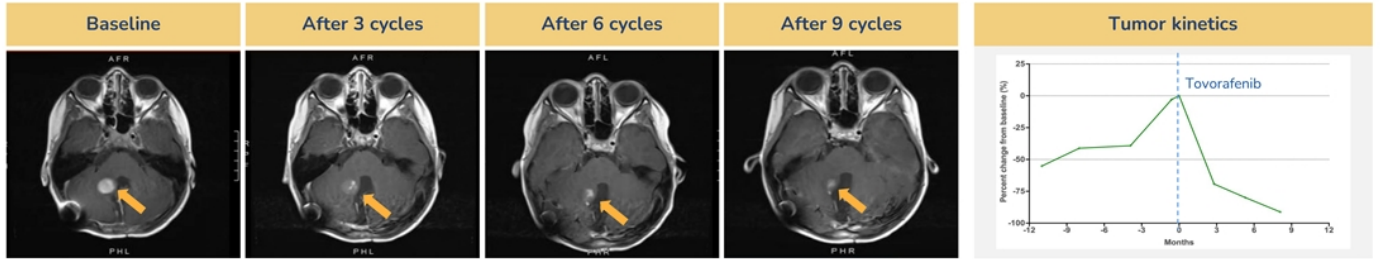 Baseline
After 3 cycles
After 6 cycles
After 9 cycles
Tumor kinetics
AFR
AFR
AFL
AFL
PHL
PHL
PHR
PHR
Percent change from baseline (%)
25
0
-25
-50
-75
-100
Tovorafenib
-12
-9
-6
-3
0
3
6
9
12
Months